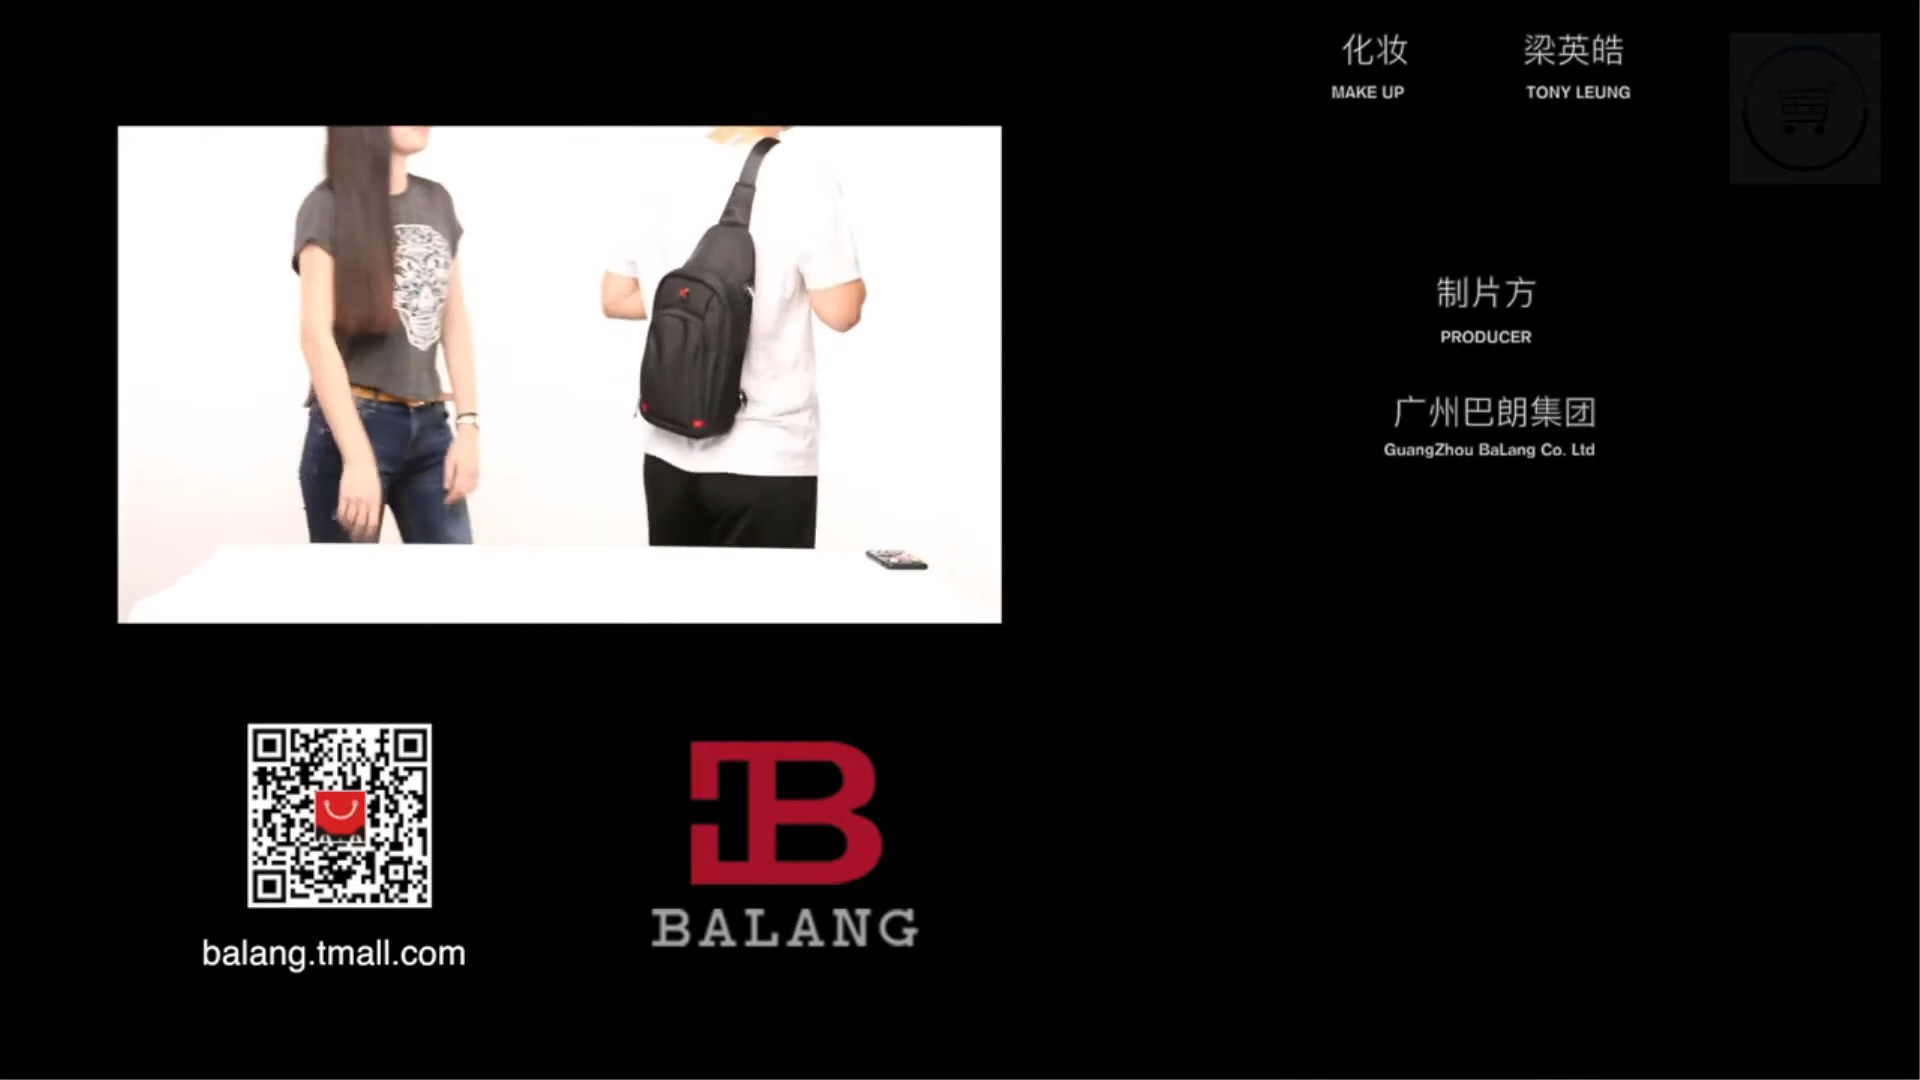 化妆 梁英皓
MAKE UP TONY LEUNG
制片方
PRODUCER
广州巴朗集团
GuangZhou BaLang Co. Ltd
B
BALANG
balang.tmall.com